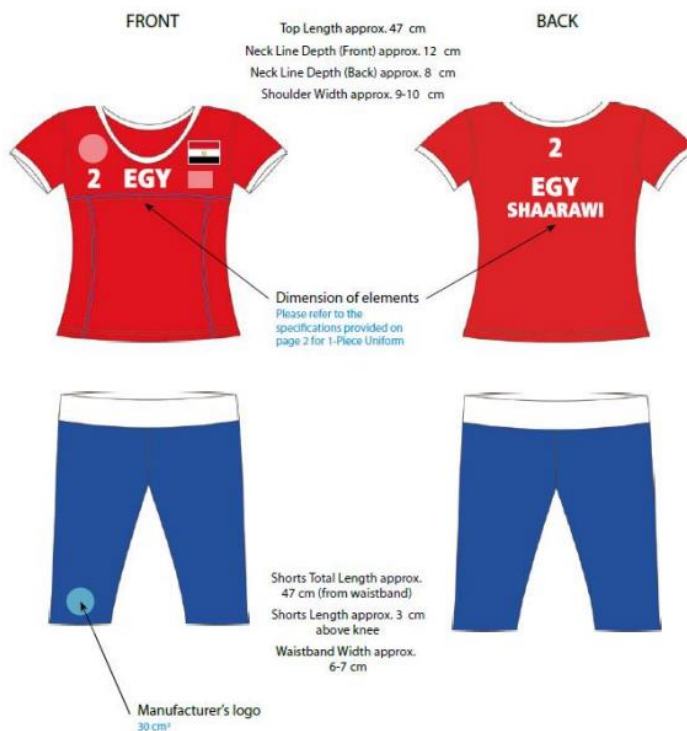 FRONT
Top Length approx. 47 cm
Neck Line Depth (Front) approx. 12 cm
Neck Line Depth (Back) approx. 8 cm
Shoulder Width approx. 9-10 cm
BACK
2 EGY
2
EGY
SHAARAWI
Dimension of elements
Please refer to the
specifications provided on
page 2 for 1-Piece Uniform
Shorts Total Length approx.
47 cm (from waistband)
Shorts Length approx. 3 cm
above knee
Waistband Width approx.
6-7 cm
Manufacturer's logo
30 cm²